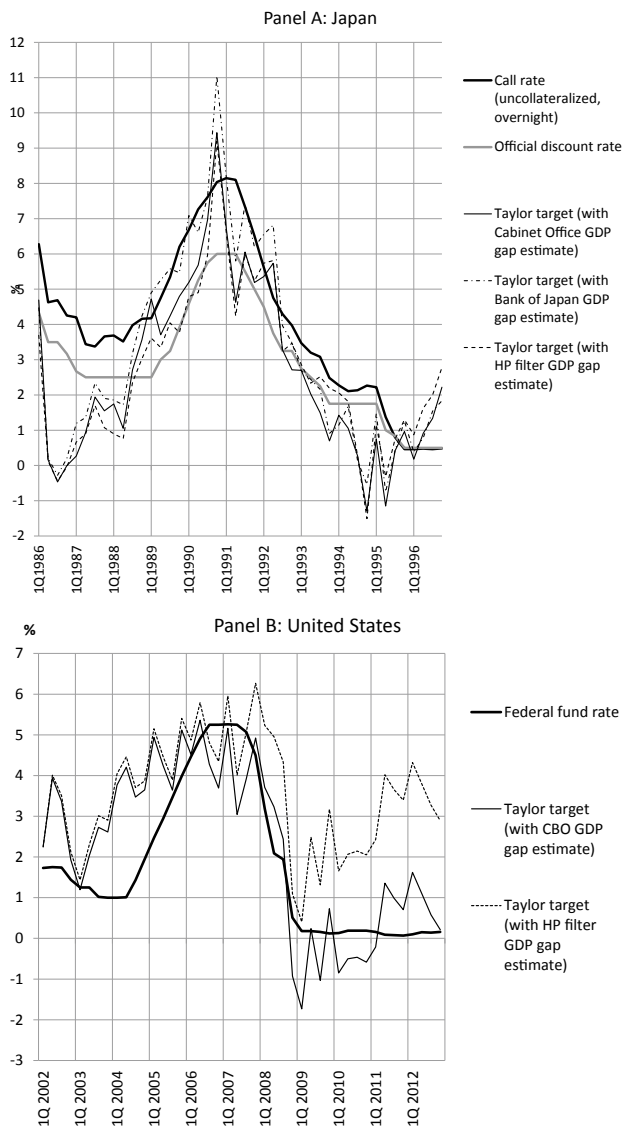 Panel A: Japan
12
11
10
9
8
7
6
%
5
4
3
2
1
0
-1
-2
1Q1986
1Q1987
1Q1988
1Q1989
1Q1990
1Q1991
1Q1992
1Q1993
1Q1994
1Q1995
1Q1996
Call rate
(uncollateralized,
overnight)
Official discount rate
Taylor target (with
Cabinet Office GDP
gap estimate)
Taylor target (with
Bank of Japan GDP
gap estimate)
Taylor target (with
HP filter GDP gap
estimate)
Panel B: United States
%
7
6
5
4
3
2
1
0
-1
-2
-3
1Q 2002
1Q 2003
1Q 2004
1Q 2005
1Q 2006
1Q 2007
1Q 2008
1Q 2009
1Q 2010
1Q 2011
1Q 2012
Federal fund rate
Taylor target
(with CBO GDP
gap estimate)
Taylor target
(with HP filter
GDP gap
estimate)